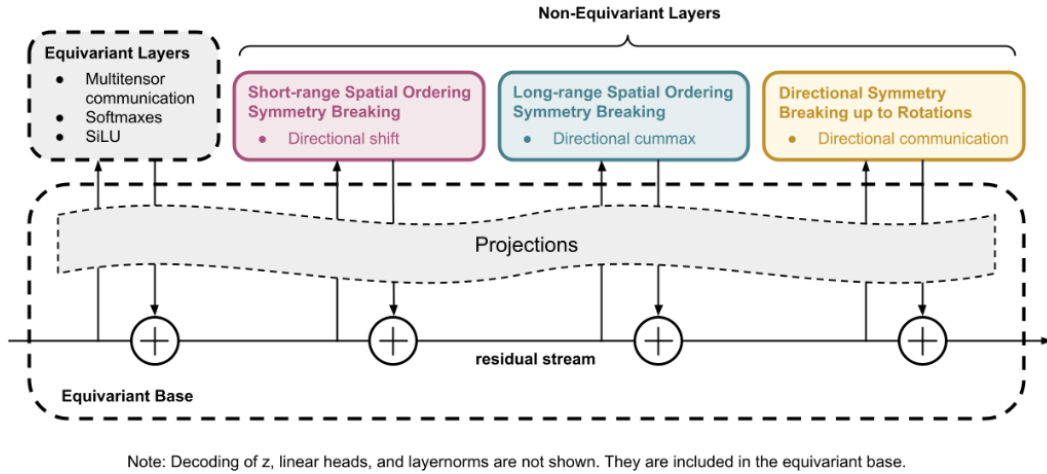 Non-Equivariant Layers
Equivariant Layers
● Multitensor
communication
● Softmaxes
● SiLU
Short-range Spatial Ordering
Symmetry Breaking
● Directional shift
Long-range Spatial Ordering
Symmetry Breaking
● Directional cummax
Directional Symmetry
Breaking up to Rotations
● Directional communication
Projections
residual stream
Equivariant Base
Note: Decoding of z, linear heads, and layernorms are not shown. They are included in the equivariant base.